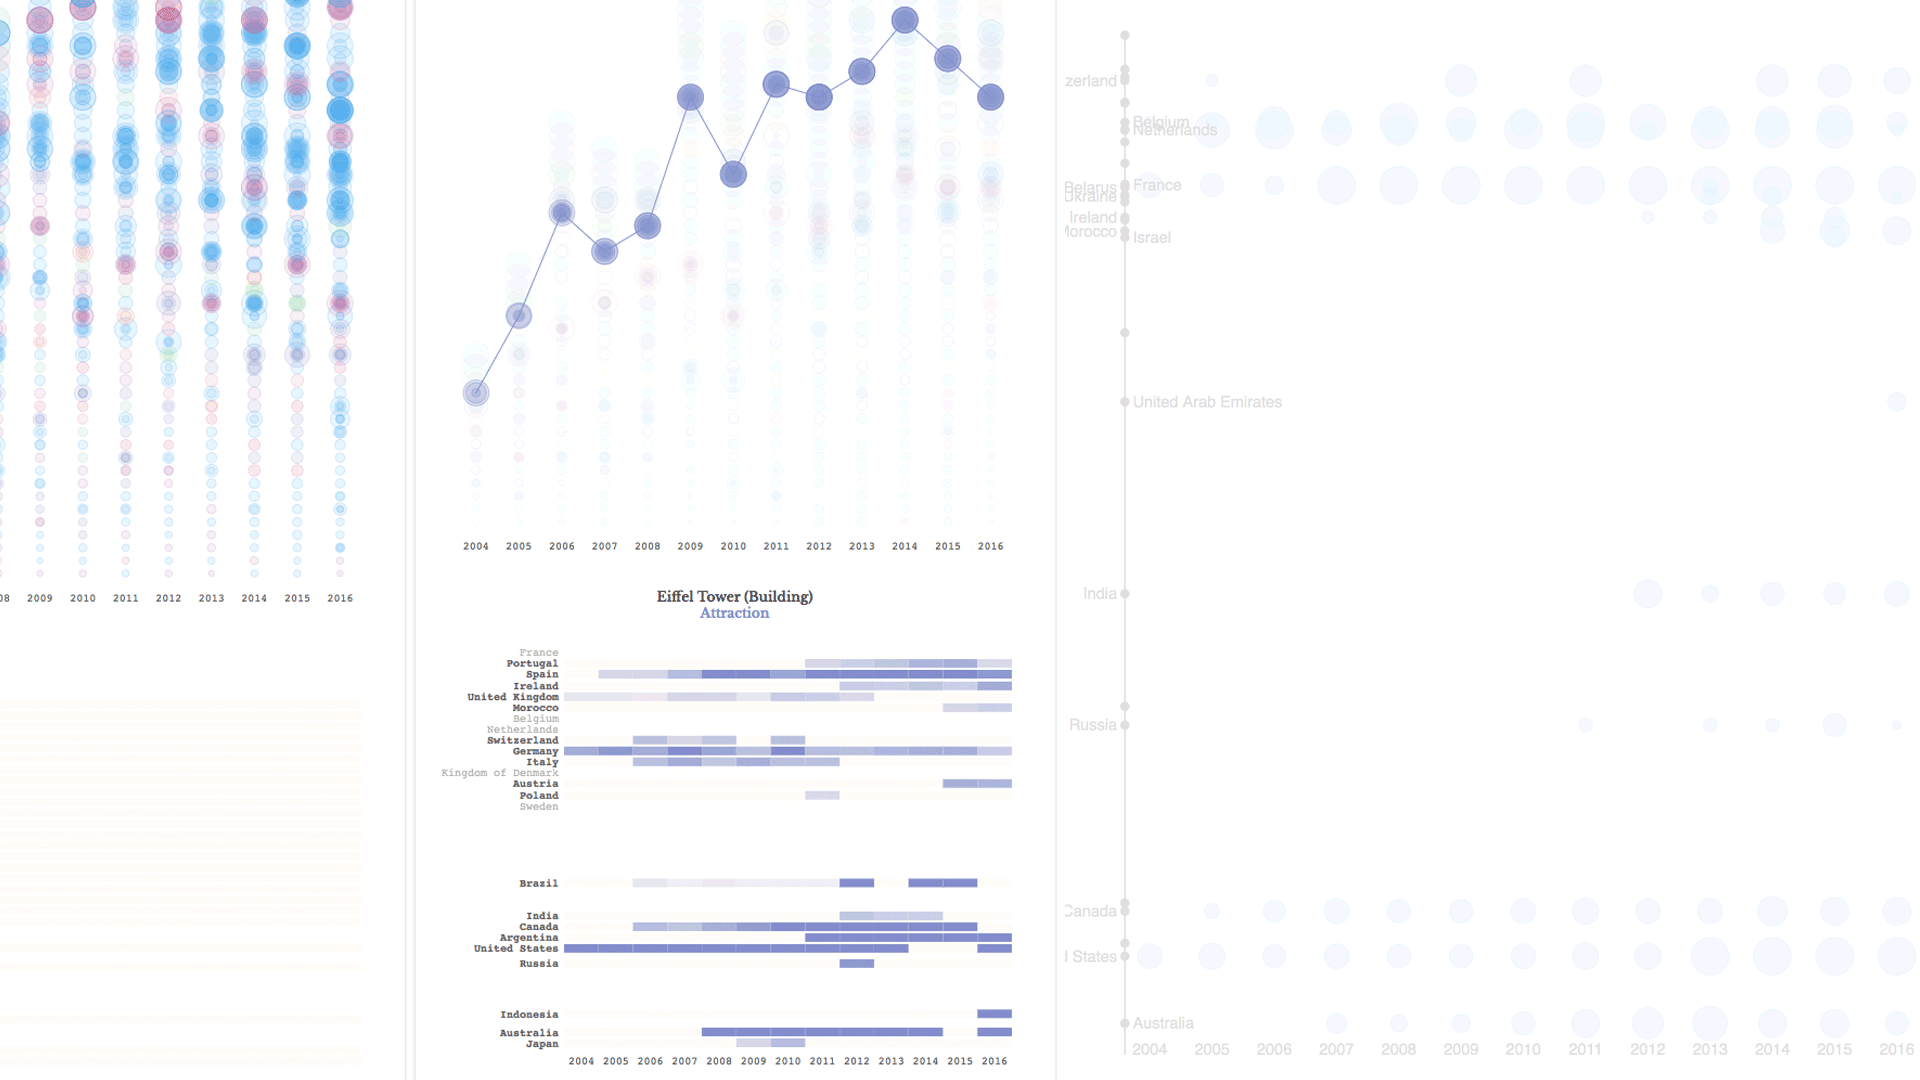 08 2009 2010 2011 2012 2013 2014 2015 2016
2004 2005 2006 2007 2008 2009 2010 2011 2012 2013 2014 2015 2016
Eiffel Tower (Building)
Attraction
France
Portugal
Spain
Ireland
United Kingdom
Morocco
Belgium
Netherlands
Switzerland
Germany
Italy
Kingdom of Denmark
Austria
Poland
Sweden
Brazil
India
Canada
Argentina
United States
Russia
Indonesia
Australia
Japan
2004 2005 2006 2007 2008 2009 2010 2011 2012 2013 2014 2015 2016
zerland
Belgium
Netherlands
France
Belarus
Ukraine
Ireland
Morocco
Israel
United Arab Emirates
India
Russia
Canada
States
Australia
2004 2005 2006 2007 2008 2009 2010 2011 2012 2013 2014 2015 2016